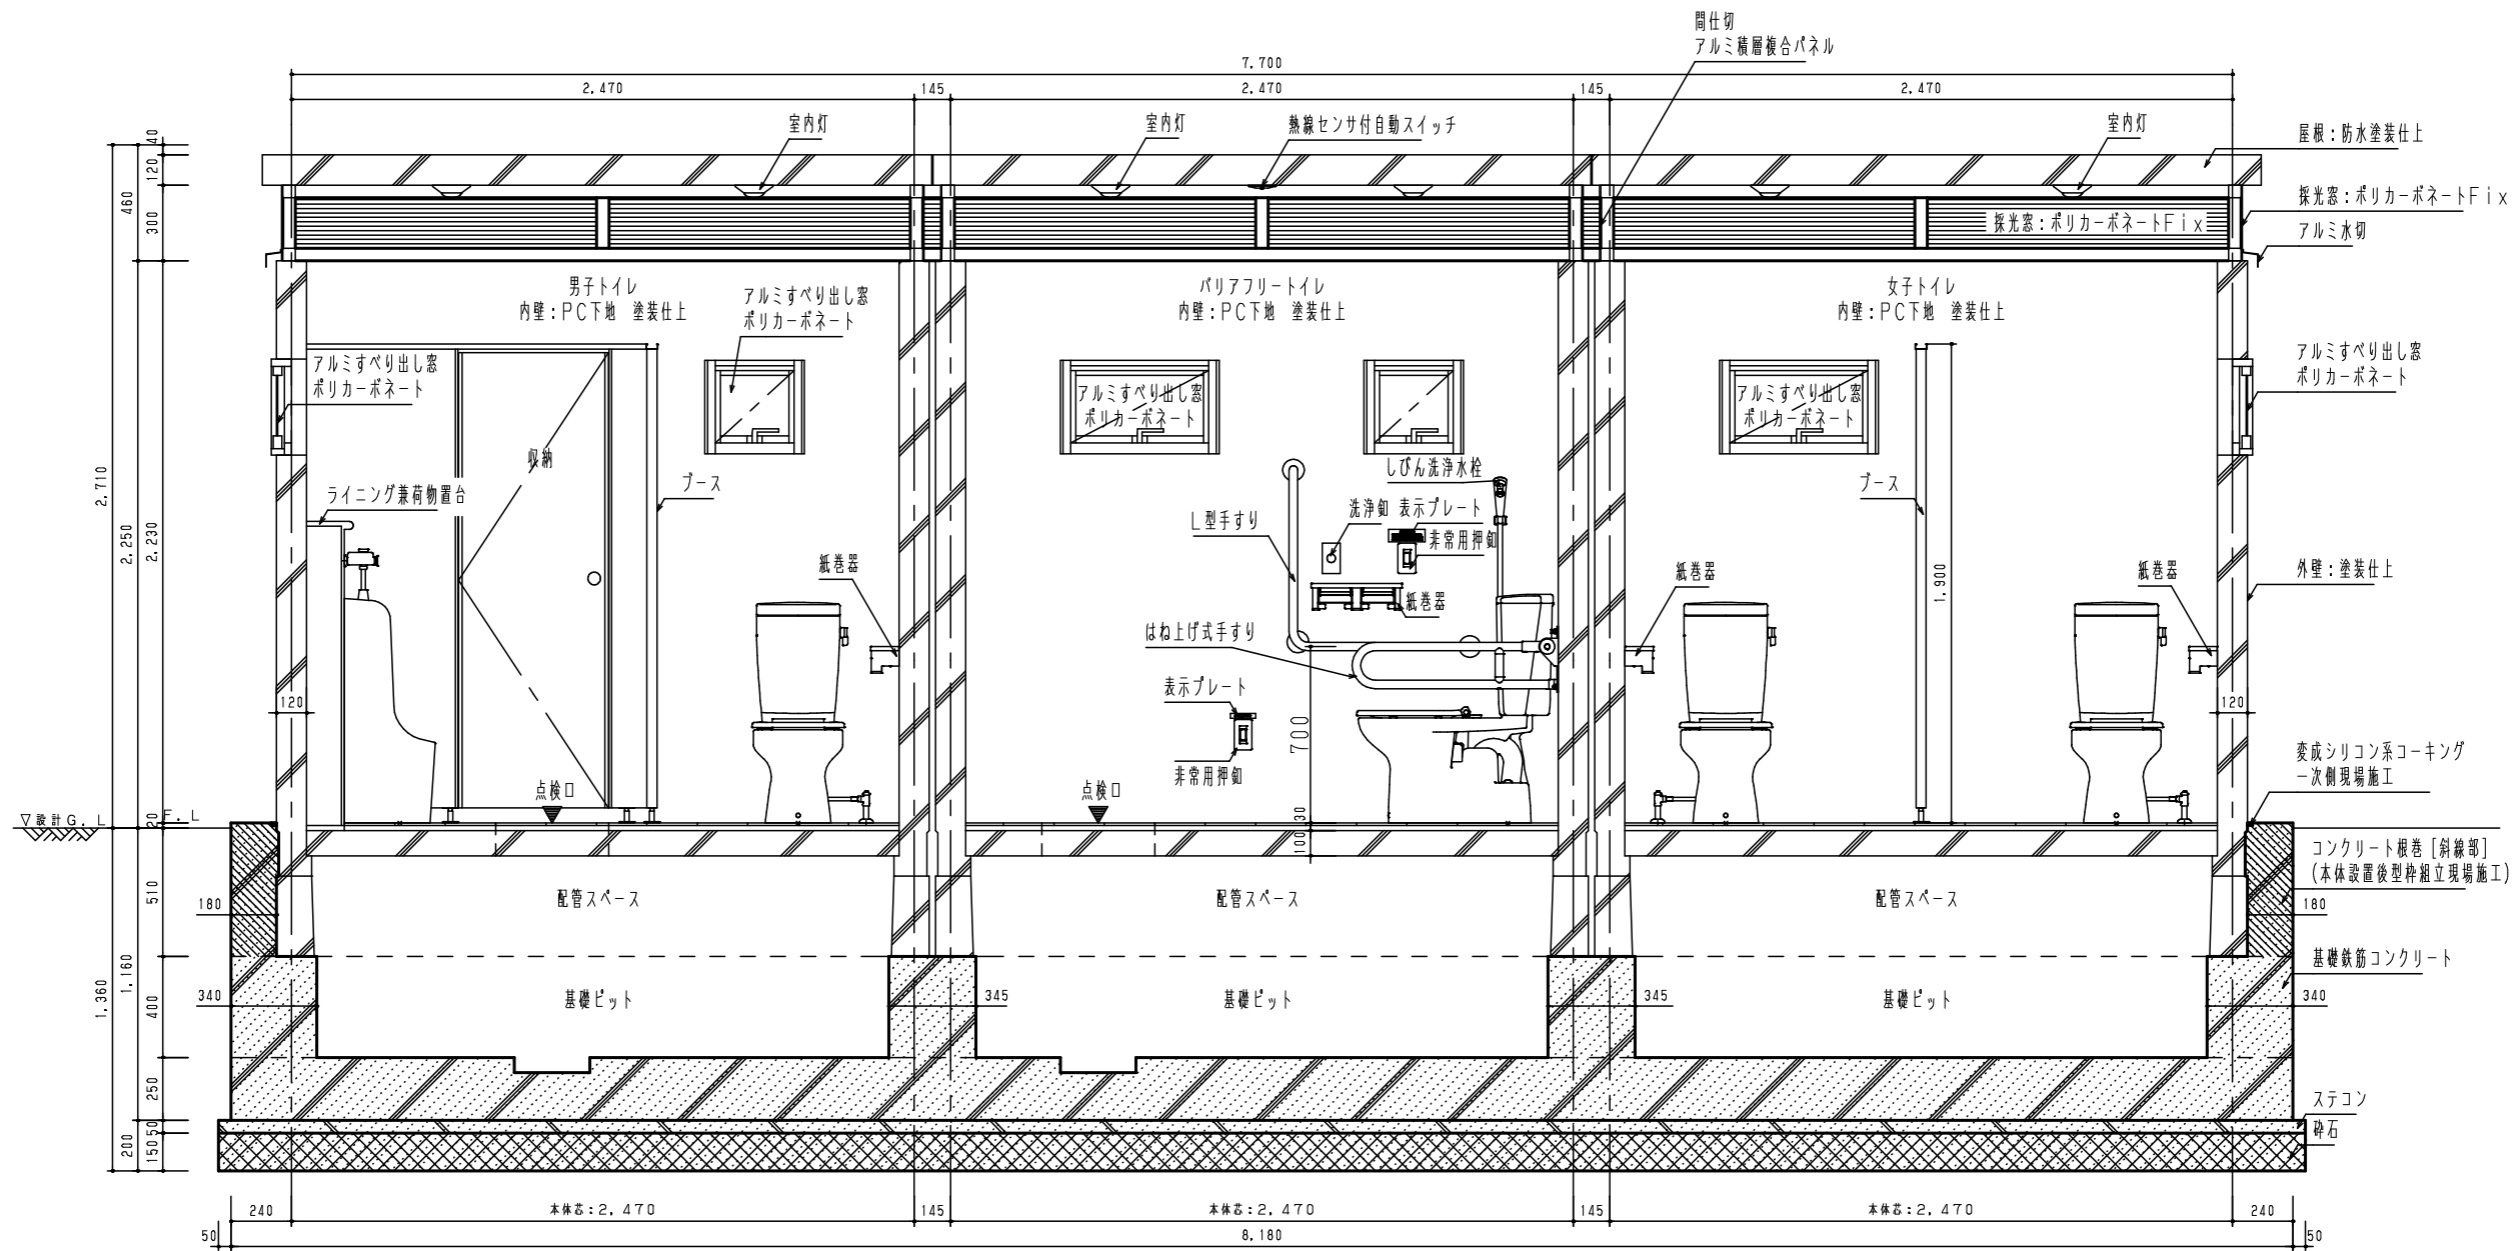 間仕切
アルミ積層複合パネル
7,700
2,470
145
2,470
145
2,470
室内灯
室内灯
熱線センサ付自動スイッチ
室内灯
屋根：防水塗装仕上
40
120
460
300
採光窓：ポリカーボネートFix
採光窓：ポリカーボネートFix
アルミ水切
男子トイレ
内壁：PC下地 塗装仕上
アルミすべり出し窓
ポリカーボネート
バリアフリートイレ
内壁：PC下地 塗装仕上
女子トイレ
内壁：PC下地 塗装仕上
アルミすべり出し窓
ポリカーボネート
アルミすべり出し窓
ポリカーボネート
アルミすべり出し窓
ポリカーボネート
アルミすべり出し窓
ポリカーボネート
収納
ライニング兼荷物置台
ブース
しびん洗浄水栓
ブース
2,710
2,250
2,230
L型手すり
洗浄釦
表示プレート
非常用押釦
紙巻器
紙巻器
紙巻器
紙巻器
1,900
外壁：塗装仕上
はね上げ式手すり
120
表示プレート
非常用押釦
700
120
変成シリコン系コーキング
一次側現場施工
点検口
点検口
▽設計G.L
20
F.L
30
100
コンクリート根巻[斜線部]
(本体設置後型枠組立現場施工)
510
180
配管スペース
配管スペース
配管スペース
180
1,360
1,160
400
340
基礎ピット
345
基礎ピット
345
基礎ピット
340
基礎鉄筋コンクリート
250
ステコン
砕石
200
50
150
240
本体芯：2,470
145
本体芯：2,470
145
本体芯：2,470
240
50
8,180
50